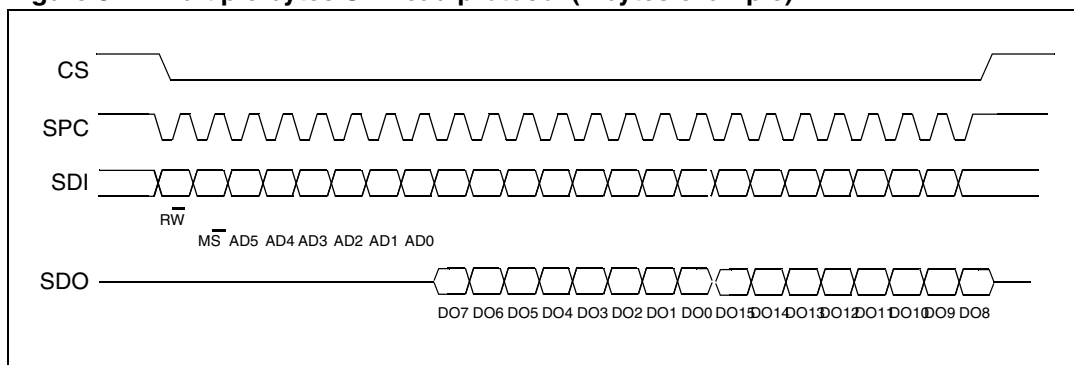 CS
SPC
SDI
RW
MS AD5 AD4 AD3 AD2 AD1 AD0
SDO
DO7 DO6 DO5 DO4 DO3 DO2 DO1 DO0 DO15 DO14 DO13 DO12 DO11 DO10 DO9 DO8